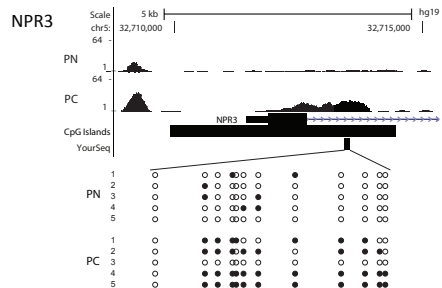 NPR3
Scale 5 kb hg19
chr5: 32,710,000 32,715,000
64 -
PN
1 _
64 -
PC
1 _
NPR3
CpG Islands
YourSeq
1
2
PN 3
4
5
1
2
PC 3
4
5